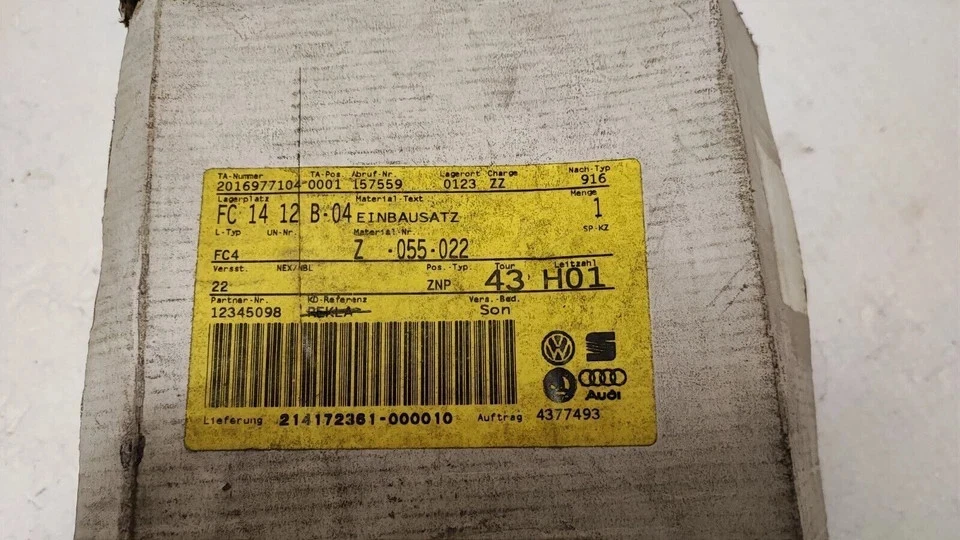 TA-Nummer TA-Pos. Abruf-Nr. Lagerort Charge Nach-Typ
2016977104 0001 157559 0123 ZZ 916
Lagerplatz Material-Text Menge
FC 14 12 B-04 EINBAUSATZ 1
L-Typ UN-Nr. Material-Nr. SP-KZ
FC4 Z -055-022
Versst. NEX/NBL Pos.-Typ. Tour Leitzahl
22 ZNP 43 H01
Partner-Nr. KD-Referenz Vers.-Bed.
12345098 REKLA Son
Audi
Lieferung 214172361-000010 Auftrag 4377493